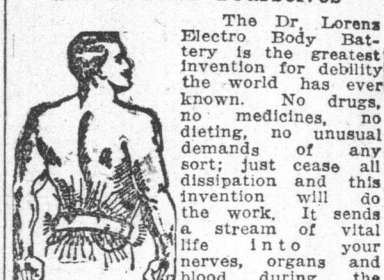 The Dr. Lorenz
Electro Body Bat-
tery is the greatest
invention for debility
the world has ever
known. No drugs,
no medicines, no
dieting, no unusual
demands of any
sort; just cease all
dissipation and this
invention will do
the work. It sends
a stream of vital
life into your
nerves, organs and
blood during the